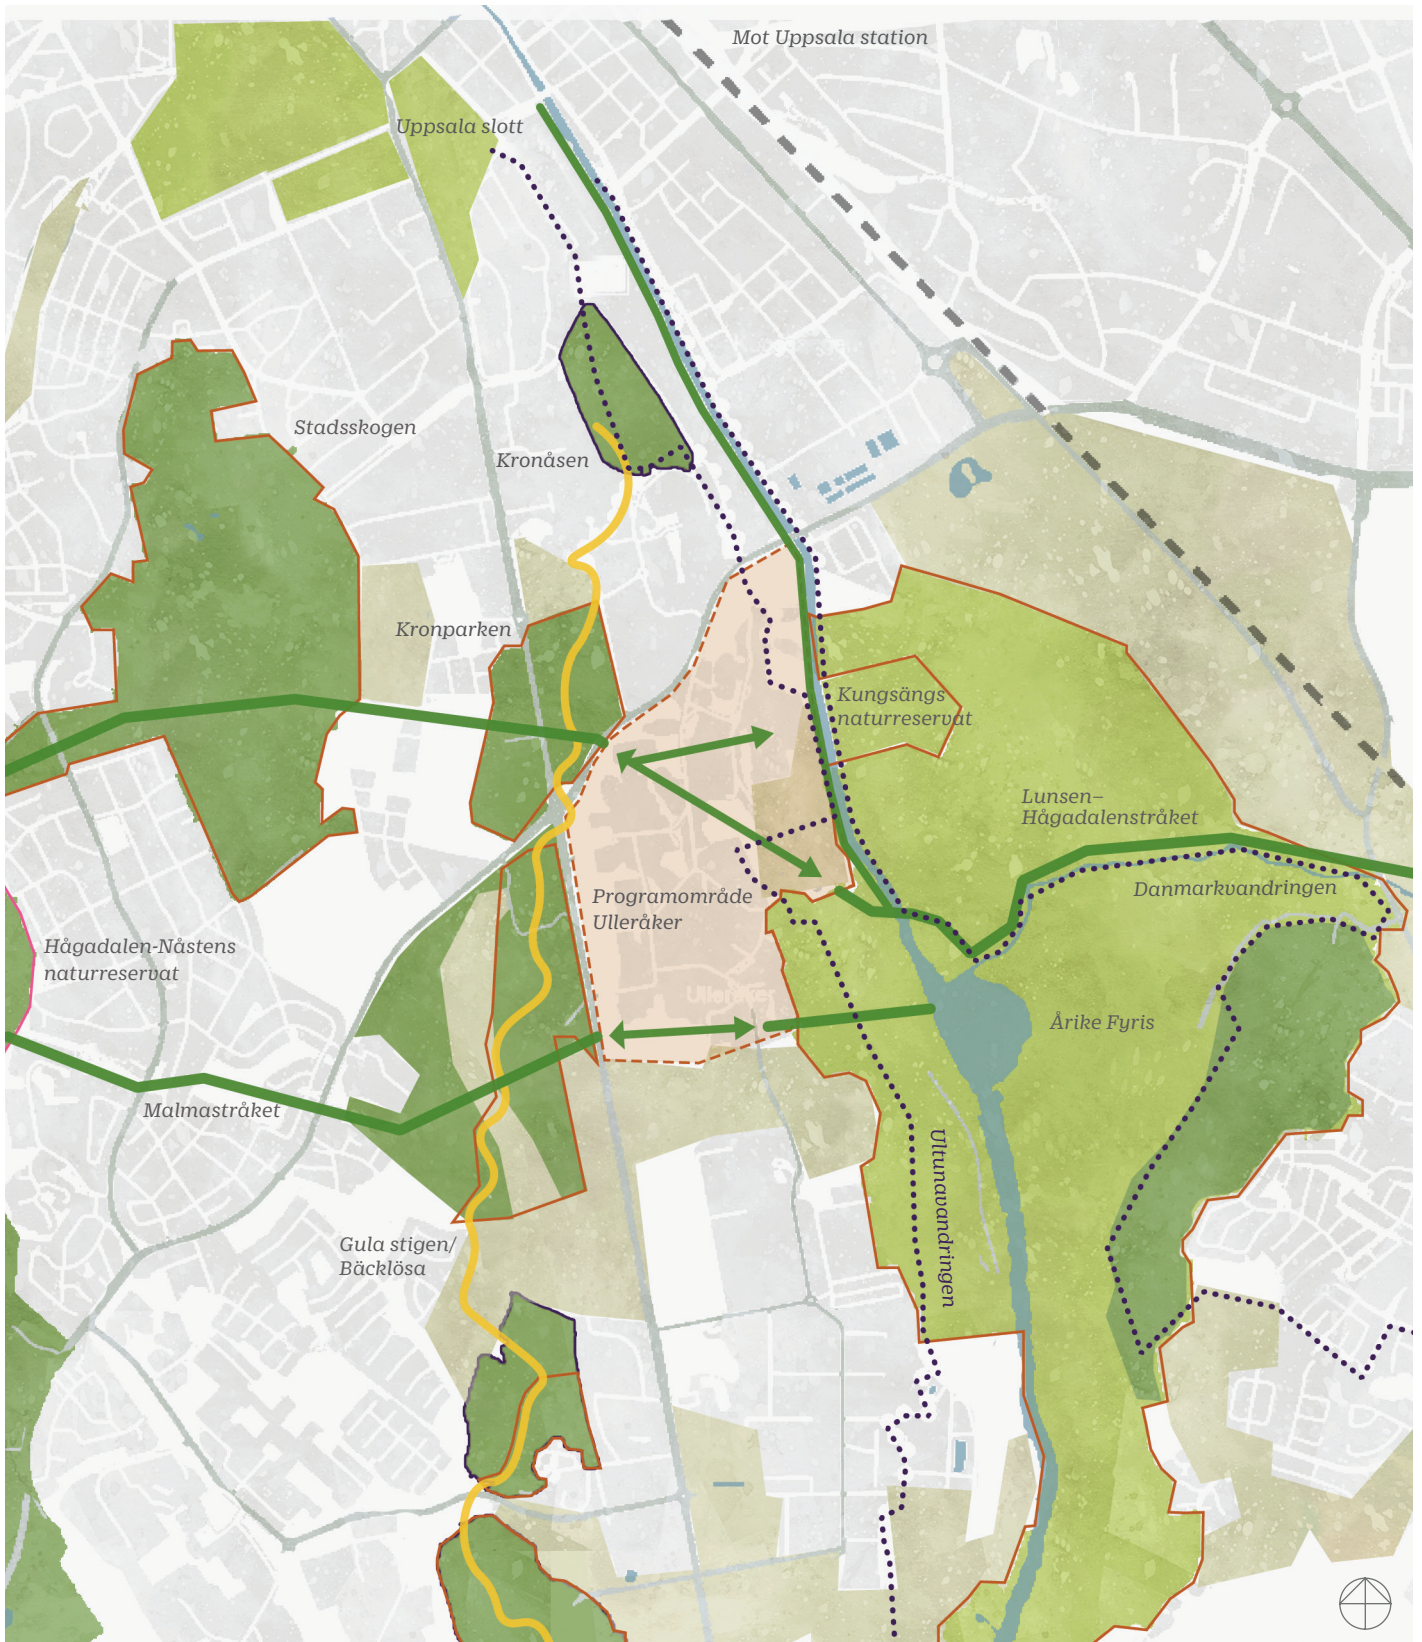 Mot Uppsala station
Uppsala slott
Stadsskogen
Kronåsen
Kronparken
Kungsängs
naturreservat
Lunsen–
Hågadalenstråket
Danmarkvandringen
Programområde
Ulleråker
Hågadalen-Nåstens
naturreservat
Ulleråker
Årike Fyris
Malmastråket
Ultunavandringen
Gula stigen/
Bäcklösa